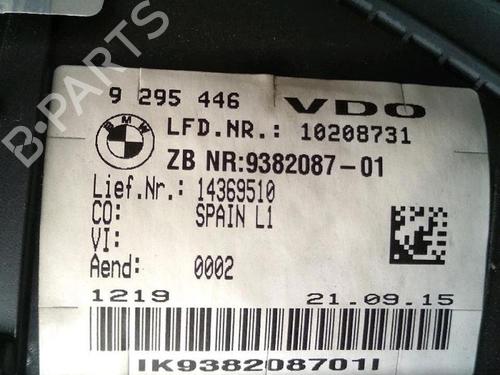 9 295 446 VDO
BMW
LFD.NR.: 10208731
ZB NR:9382087-01
Lief.Nr.: 14369510
CO: SPAIN L1
VI:
Aend: 0002
1219 21.09.15
IK938208701I
B-PARTS